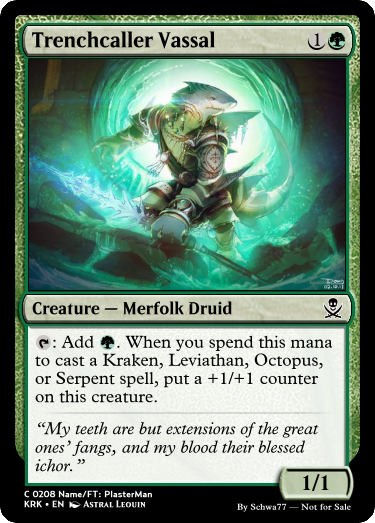 Trenchcaller Vassal 1
Creature — Merfolk Druid
: Add . When you spend this mana
to cast a Kraken, Leviathan, Octopus,
or Serpent spell, put a +1/+1 counter
on this creature.
“My teeth are but extensions of the great
ones’ fangs, and my blood their blessed
ichor.”
1/1
C 0208 Name/FT: PlasterMan
KRK • EN Astral Leouin
By Schwa77 — Not for Sale